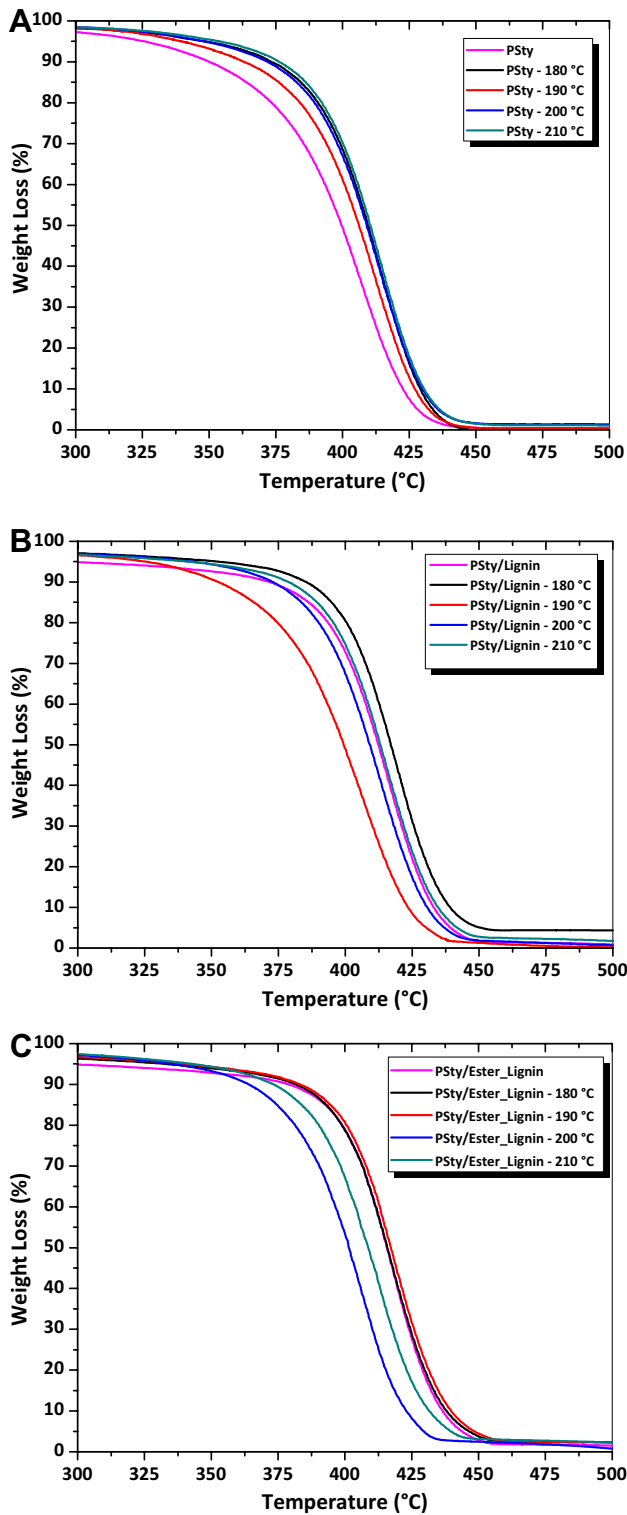 A
100
90
80
70
60
50
40
30
20
10
0
Weight Loss (%)
PSty
PSty - 180 °C
PSty - 190 °C
PSty - 200 °C
PSty - 210 °C
300 325 350 375 400 425 450 475 500
Temperature (°C)
B
100
90
80
70
60
50
40
30
20
10
0
Weight Loss (%)
PSty/Lignin
PSty/Lignin - 180 °C
PSty/Lignin - 190 °C
PSty/Lignin - 200 °C
PSty/Lignin - 210 °C
300 325 350 375 400 425 450 475 500
Temperature (°C)
C
100
90
80
70
60
50
40
30
20
10
0
Weight Loss (%)
PSty/Ester_Lignin
PSty/Ester_Lignin - 180 °C
PSty/Ester_Lignin - 190 °C
PSty/Ester_Lignin - 200 °C
PSty/Ester_Lignin - 210 °C
300 325 350 375 400 425 450 475 500
Temperature (°C)